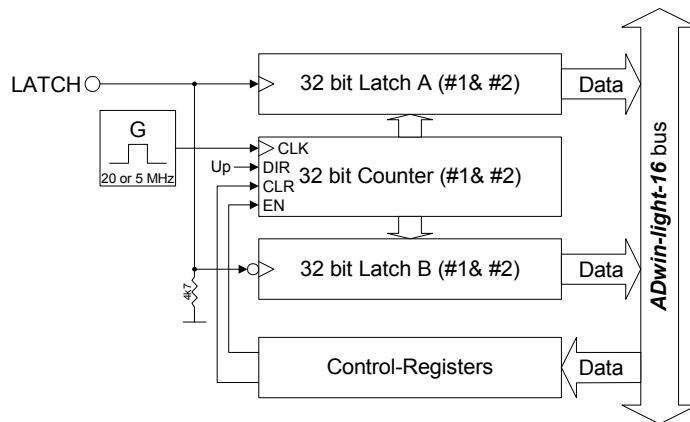 32 bit Latch A (#1& #2)
Data
LATCH
G
20 or 5 MHz
CLK
Up
DIR
CLR
EN
32 bit Counter (#1& #2)
32 bit Latch B (#1& #2)
Data
4k7
Control-Registers
Data
ADwin-light-16 bus